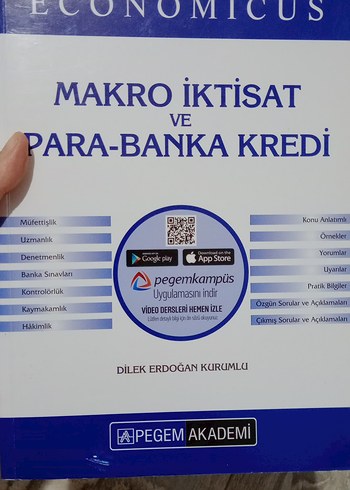 ECONOMICUS
MAKRO İKTİSAT
VE
PARA-BANKA KREDİ
Müfettişlik
Uzmanlık
Denetmenlik
Banka Sınavları
Kontrolörlük
Kaymakamlık
Hâkimlik
Google play
App Store
pegemkampüs
Uygulamasını indir
VİDEO DERSLERİ HEMEN İZLE
Konu Anlatımlı
Örnekler
Yorumlar
Uyarılar
Pratik Bilgiler
Özgün Sorular ve Açıklamaları
Çıkmış Sorular ve Açıklamaları
DİLEK ERDOĞAN KURUMLU
PEGEM AKADEMİ